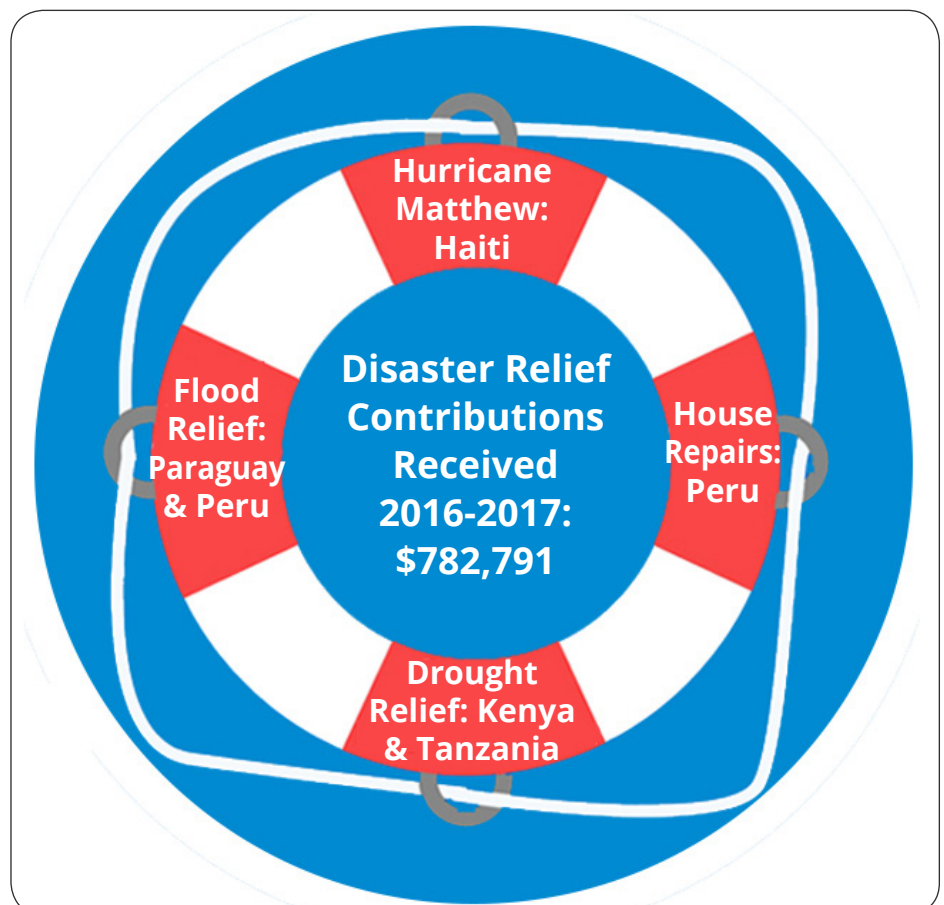 Hurricane
Matthew:
Haiti
Flood
Relief:
Paraguay
& Peru
Disaster Relief
Contributions
Received
2016-2017:
$782,791
House
Repairs:
Peru
Drought
Relief: Kenya
& Tanzania